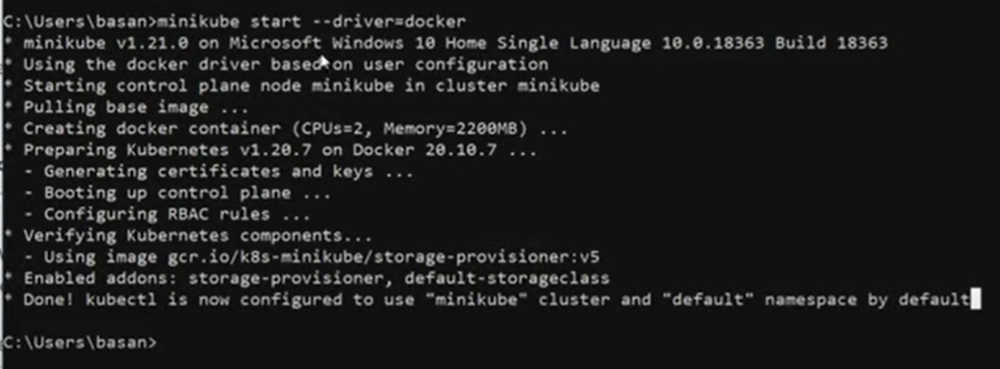 C:\Users\basan>minikube start --driver=docker
* minikube v1.21.0 on Microsoft Windows 10 Home Single Language 10.0.18363 Build 18363
* Using the docker driver based on user configuration
* Starting control plane node minikube in cluster minikube
* Pulling base image ...
* Creating docker container (CPUs=2, Memory=2200MB) ...
* Preparing Kubernetes v1.20.7 on Docker 20.10.7 ...
  - Generating certificates and keys ...
  - Booting up control plane ...
  - Configuring RBAC rules ...
* Verifying Kubernetes components...
  - Using image gcr.io/k8s-minikube/storage-provisioner:v5
* Enabled addons: storage-provisioner, default-storageclass
* Done! kubectl is now configured to use "minikube" cluster and "default" namespace by default
C:\Users\basan>